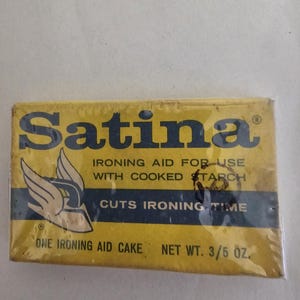 Satina®
IRONING AID FOR USE
WITH COOKED STARCH
CUTS IRONING TIME
®
ONE IRONING AID CAKE NET WT. 3/5 OZ.